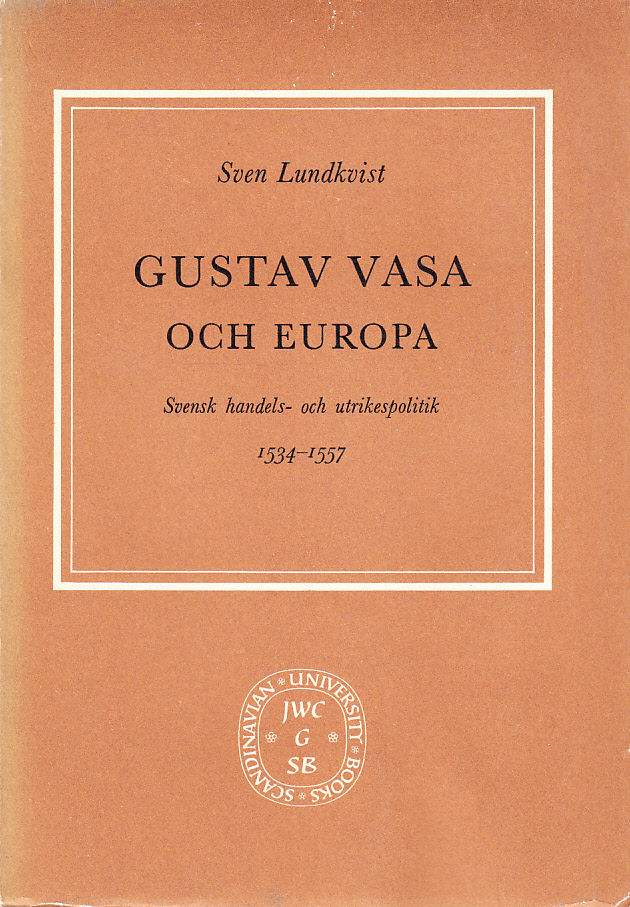 Sven Lundkvist
GUSTAV VASA
OCH EUROPA
Svensk handels- och utrikespolitik
1534–1557
SCANDINAVIAN * UNIVERSITY * BOOKS *
JWC
G
SB